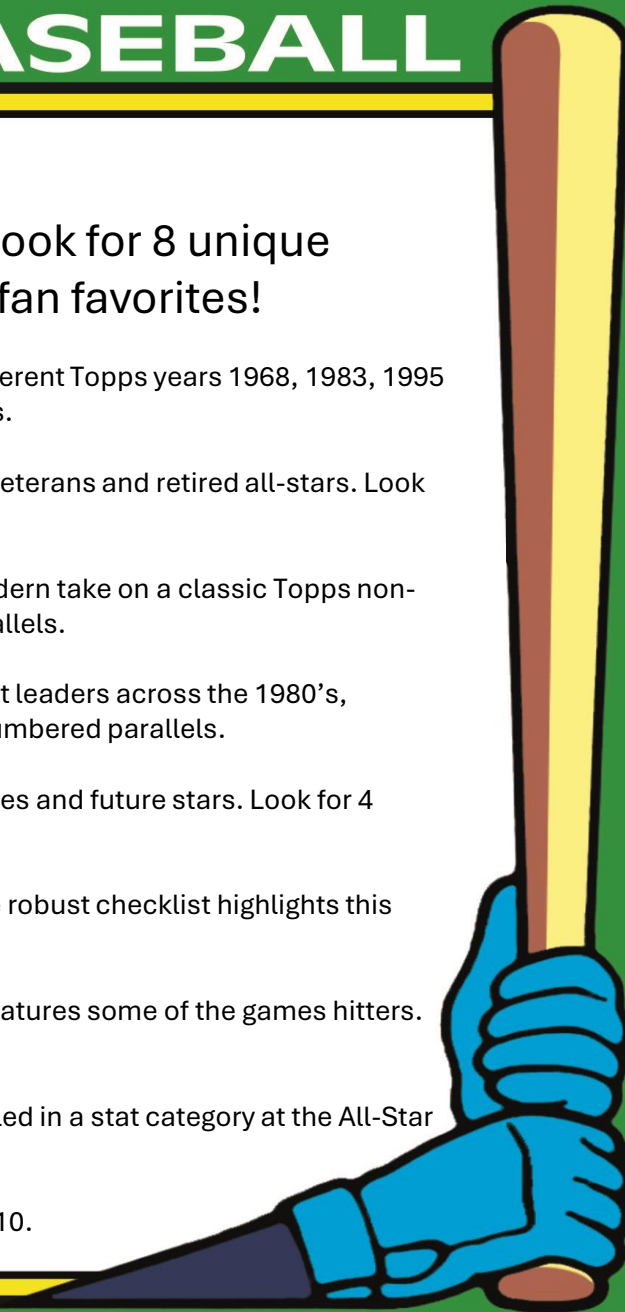 ASEBALL
ook for 8 unique
fan favorites!
erent Topps years 1968, 1983, 1995
s.
eterans and retired all-stars. Look
dern take on a classic Topps non-
allels.
t leaders across the 1980’s,
umbered parallels.
es and future stars. Look for 4
robust checklist highlights this
atures some of the games hitters.
led in a stat category at the All-Star
10.